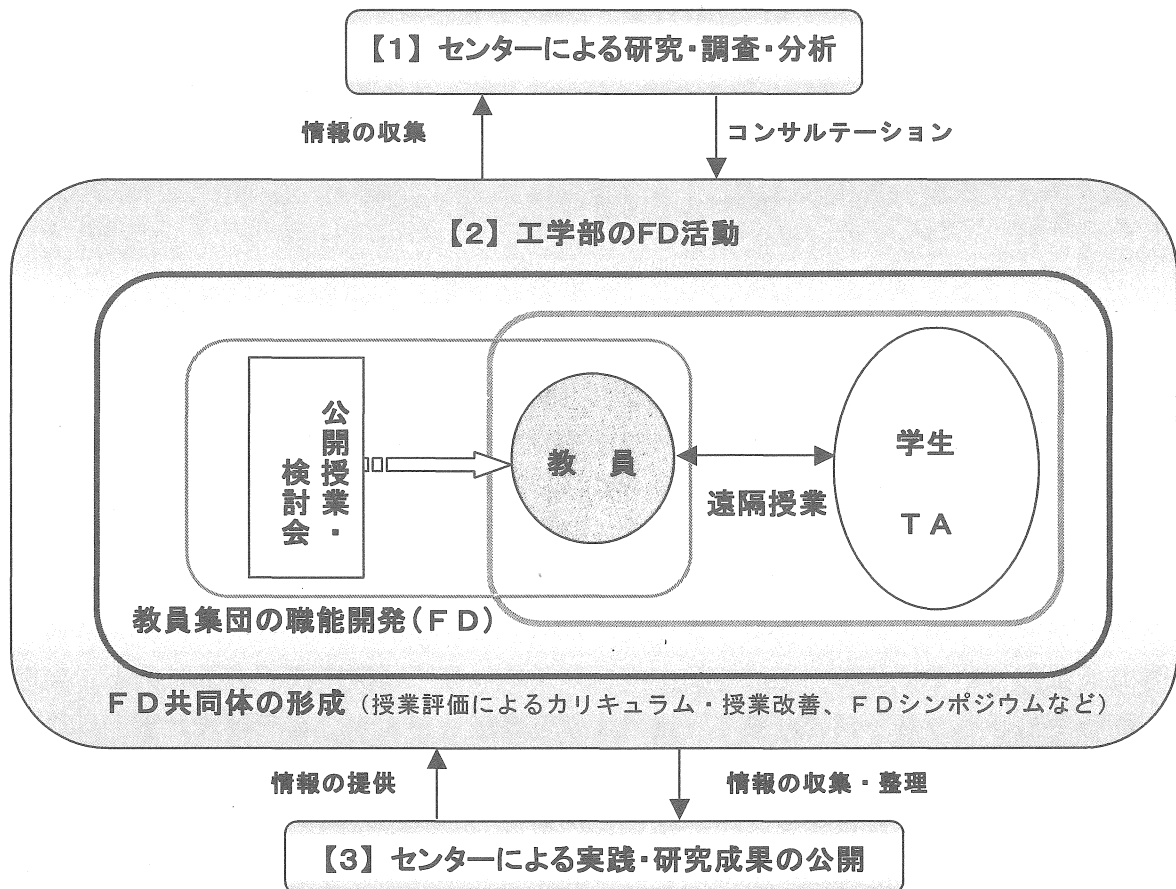 【1】センターによる研究・調査・分析
情報の収集
コンサルテーション
【2】工学部のFD活動
公開授業・
検討会
教 員
遠隔授業
学生
TA
教員集団の職能開発(FD)
FD共同体の形成(授業評価によるカリキュラム・授業改善、FDシンポジウムなど)
情報の提供
情報の収集・整理
【3】センターによる実践・研究成果の公開